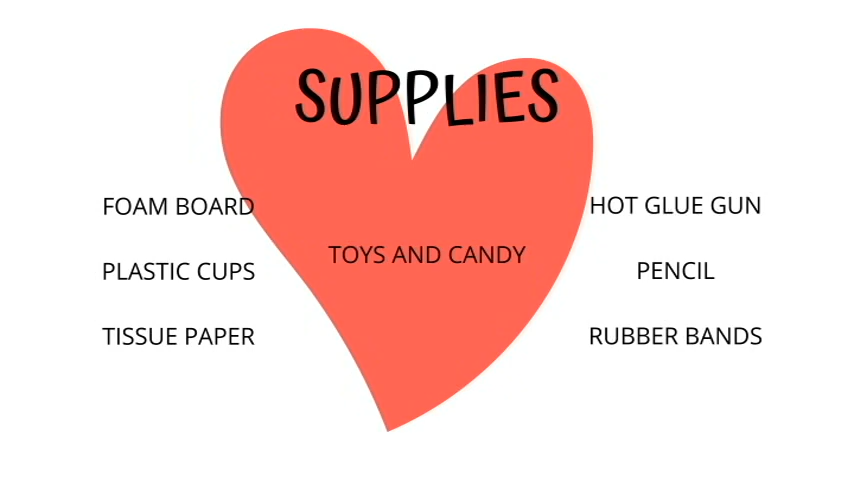 SUPPLIES
FOAM BOARD
PLASTIC CUPS
TISSUE PAPER
TOYS AND CANDY
HOT GLUE GUN
PENCIL
RUBBER BANDS